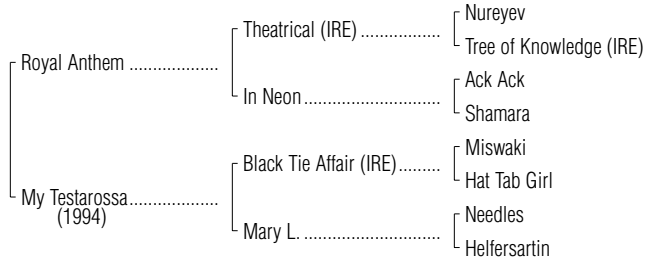 Nureyev
Theatrical (IRE) ..................
Tree of Knowledge (IRE)
Royal Anthem ....................
Ack Ack
In Neon ...............................
Shamara
Miswaki
Black Tie Affair (IRE).........
Hat Tab Girl
My Testarossa....................
(1994)
Needles
Mary L. ...............................
Helfersartin